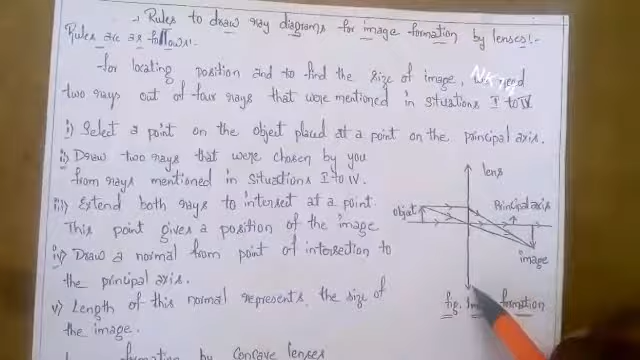 Rules to draw ray diagrams for image formation by lenses:-
Rules are as follows:
for locating position and to find the size of image, we need
two rays out of four rays that were mentioned in situations I to IV
i) Select a point on the object placed at a point on the principal axis.
ii) Draw two rays that were chosen by you
from rays mentioned in situations I to IV.
iii) Extend both rays to intersect at a point.
This point gives a position of the image
iv) Draw a normal from point of intersection to
the principal axis.
v) Length of this normal represents the size of
the image.
formation by concave lenses
lens
object
Principal axis
image
fig. formation